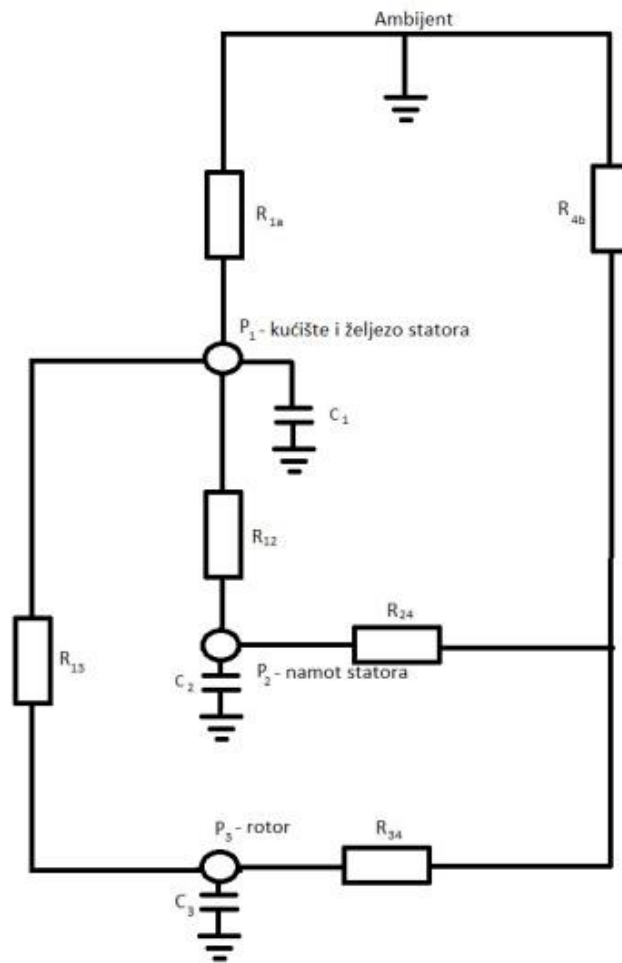 Ambijent
R1a
R4b
P1 - kućište i željezo statora
C1
R12
R24
R13
C2
P2 - namot statora
P3 - rotor
R34
C3